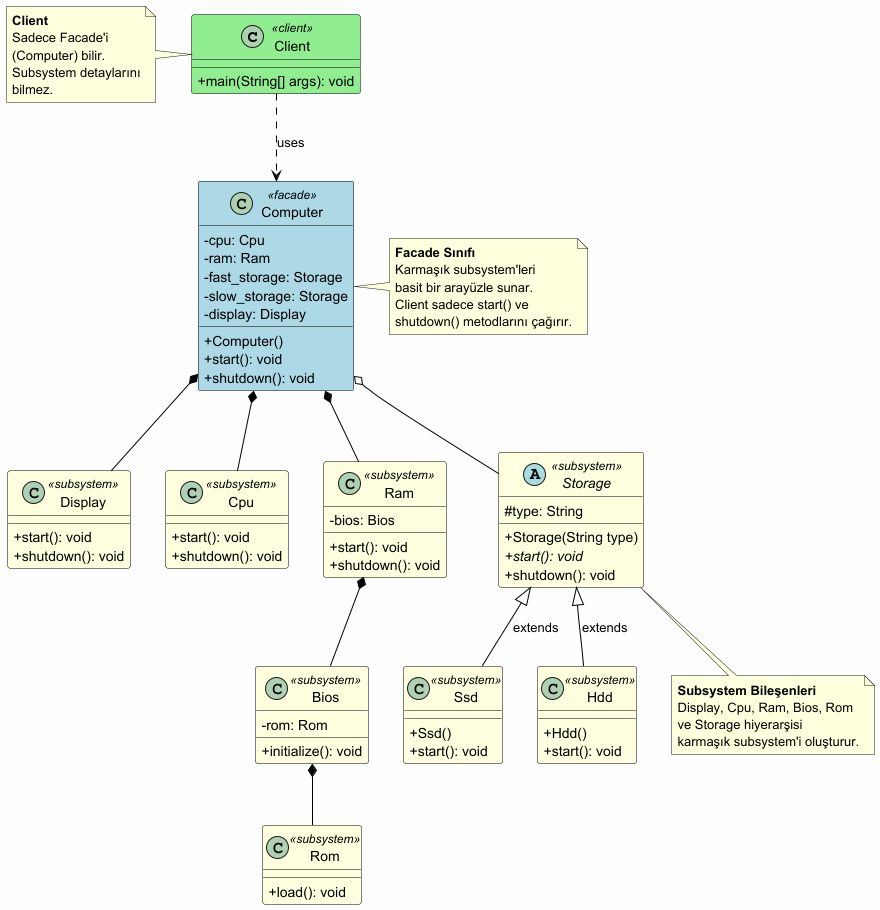 Client
Sadece Facade'i
(Computer) bilir.
Subsystem detaylarını
bilmez.
C «client»
Client
+main(String[] args): void
uses
C «facade»
Computer
-cpu: Cpu
-ram: Ram
-fast_storage: Storage
-slow_storage: Storage
-display: Display
+Computer()
+start(): void
+shutdown(): void
Facade Sınıfı
Karmaşık subsystem'leri
basit bir arayüzle sunar.
Client sadece start() ve
shutdown() metodlarını çağırır.
C «subsystem»
Display
+start(): void
+shutdown(): void
C «subsystem»
Cpu
+start(): void
+shutdown(): void
C «subsystem»
Ram
-bios: Bios
+start(): void
+shutdown(): void
A «subsystem»
Storage
#type: String
+Storage(String type)
+start(): void
+shutdown(): void
extends
extends
C «subsystem»
Bios
-rom: Rom
+initialize(): void
C «subsystem»
Ssd
+Ssd()
+start(): void
C «subsystem»
Hdd
+Hdd()
+start(): void
Subsystem Bileşenleri
Display, Cpu, Ram, Bios, Rom
ve Storage hiyerarşisi
karmaşık subsystem'i oluşturur.
C «subsystem»
Rom
+load(): void